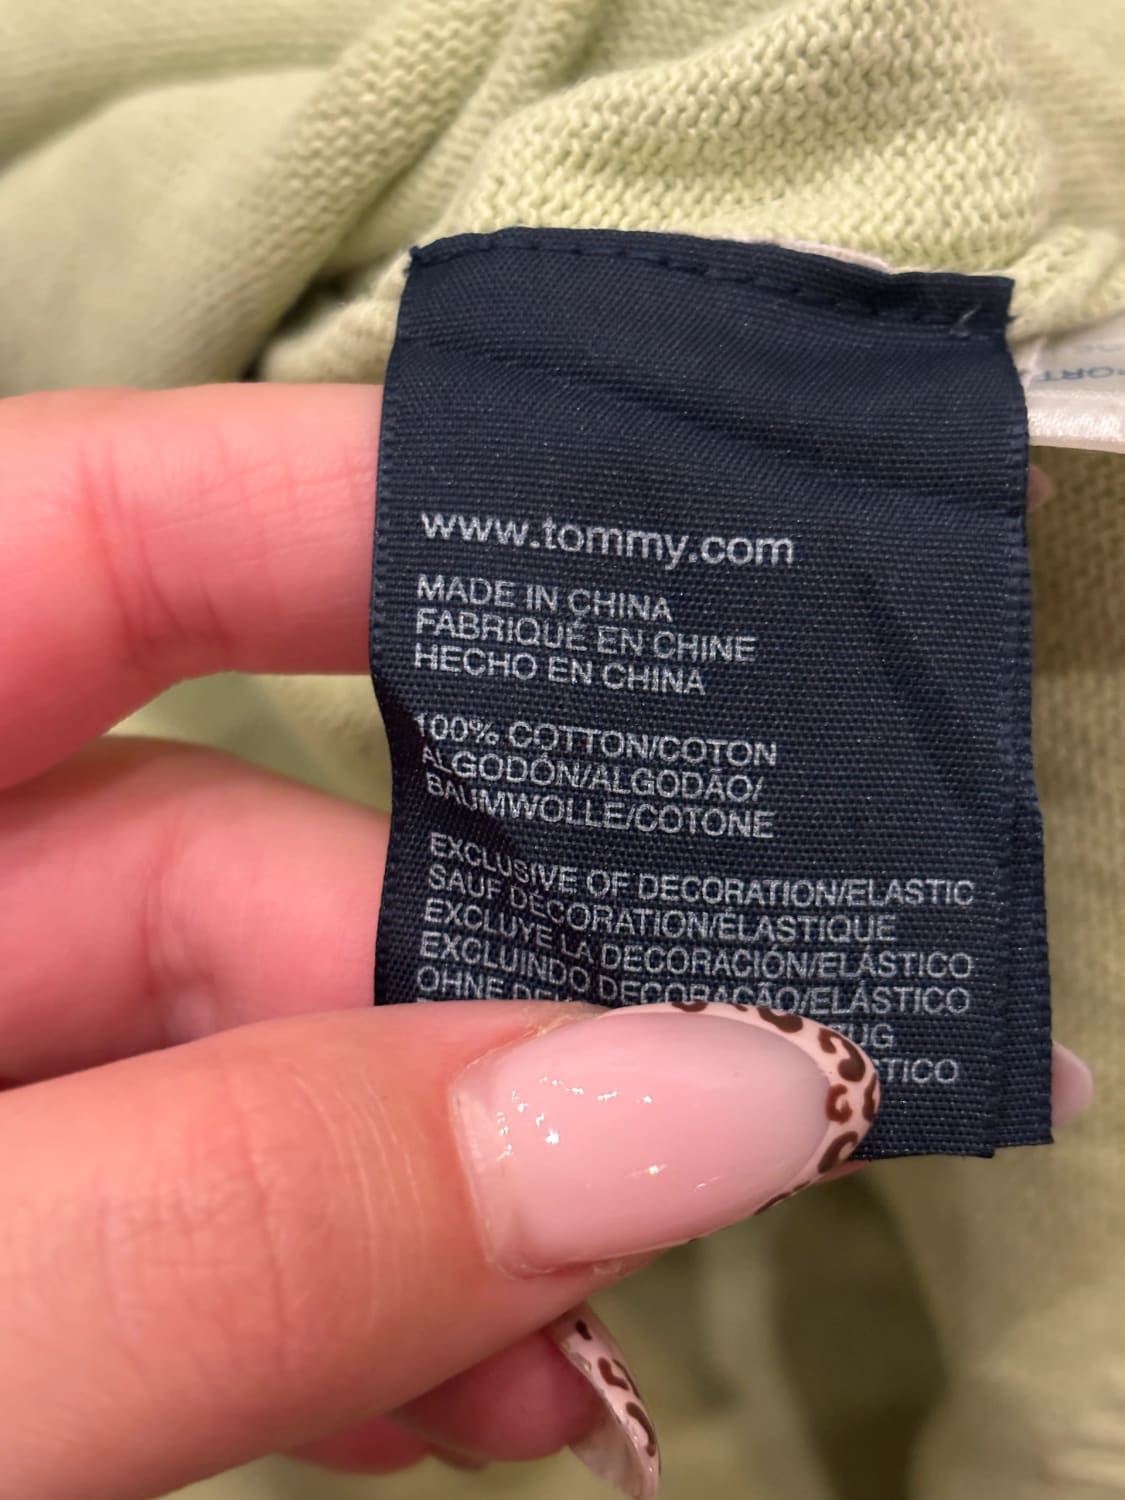 www.tommy.com
MADE IN CHINA
FABRIQUÉ EN CHINE
HECHO EN CHINA
100% COTTON/COTON
ALGODÓN/ALGODÃO/
BAUMWOLLE/COTONE
EXCLUSIVE OF DECORATION/ELASTIC
SAUF DÉCORATION/ÉLASTIQUE
EXCLUYE LA DECORACIÓN/ELÁSTICO
EXCLUINDO DECORAÇÃO/ELÁSTICO
OHNE